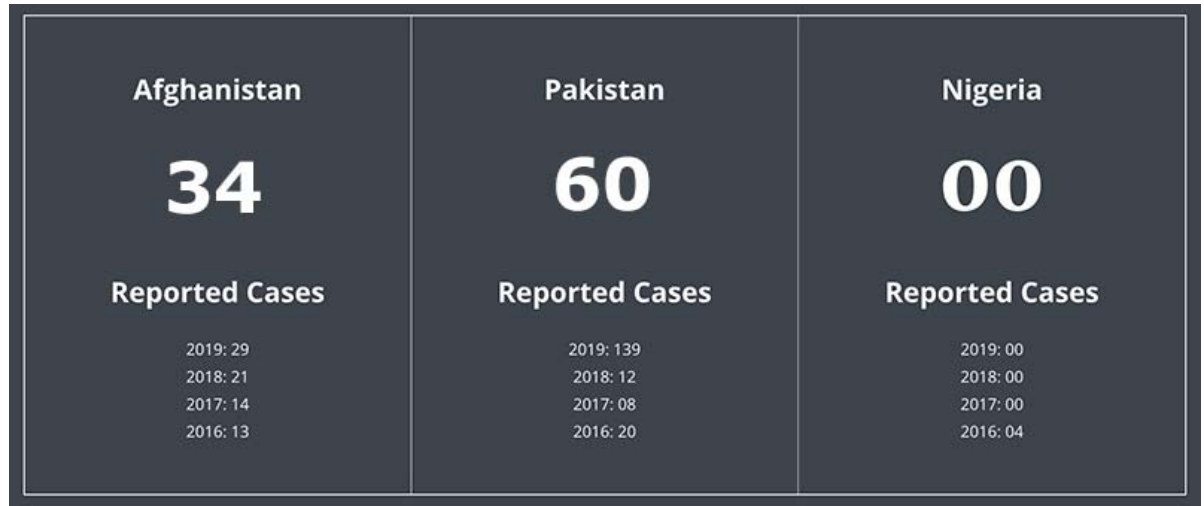 Afghanistan
34
Reported Cases
2019: 29
2018: 21
2017: 14
2016: 13
Pakistan
60
Reported Cases
2019: 139
2018: 12
2017: 08
2016: 20
Nigeria
00
Reported Cases
2019: 00
2018: 00
2017: 00
2016: 04